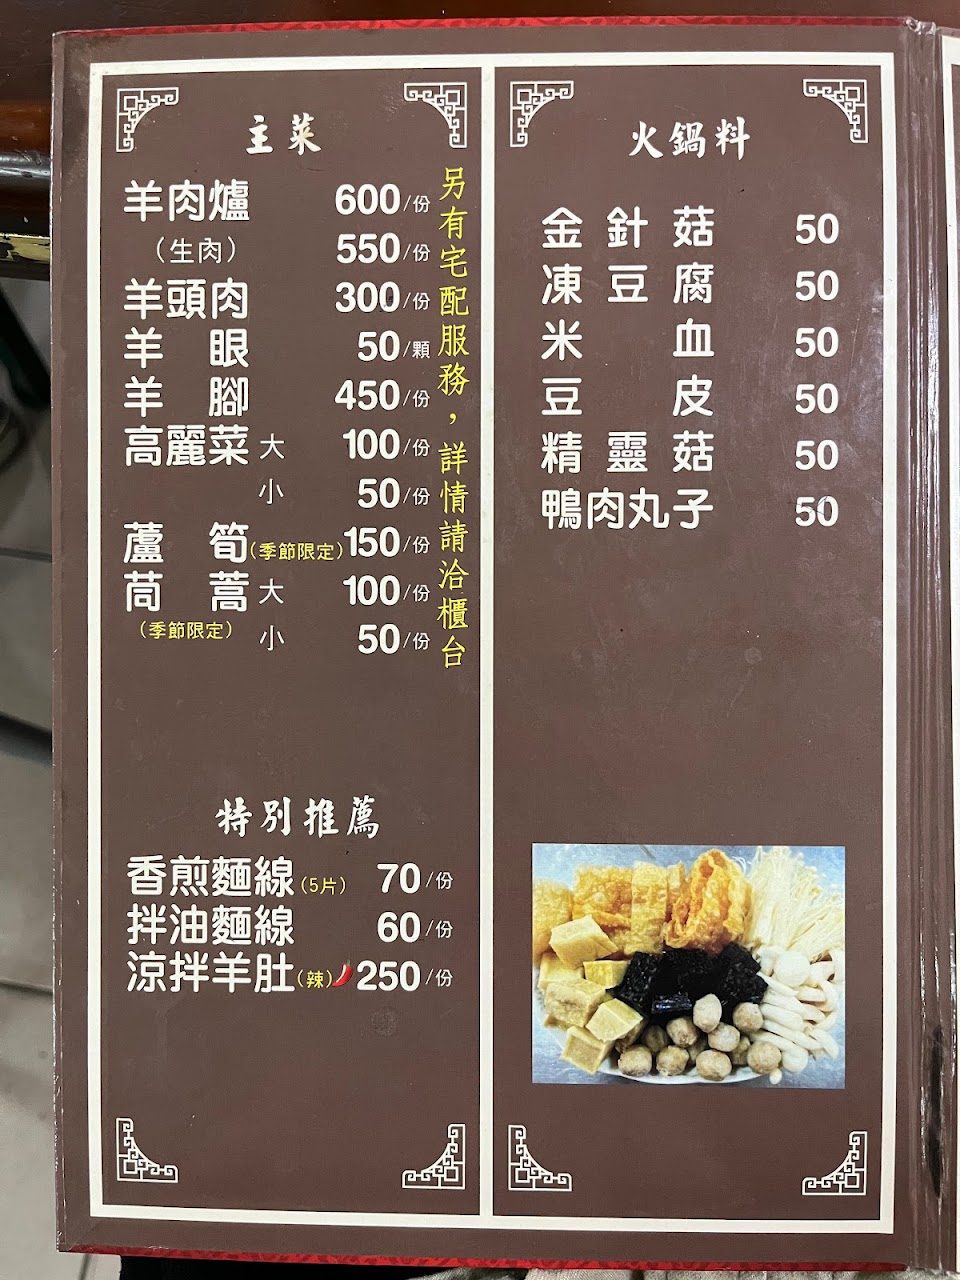 主菜
羊肉爐 600/份
（生肉） 550/份
羊頭肉 300/份
羊眼 50/顆
羊腳 450/份
高麗菜 大 100/份
小 50/份
蘆筍(季節限定) 150/份
茼蒿 大 100/份
(季節限定) 小 50/份
另有宅配服務，詳情請洽櫃台
特別推薦
香煎麵線(5片) 70/份
拌油麵線 60/份
涼拌羊肚(辣) 250/份
火鍋料
金針菇 50
凍豆腐 50
米血 50
豆皮 50
精靈菇 50
鴨肉丸子 50